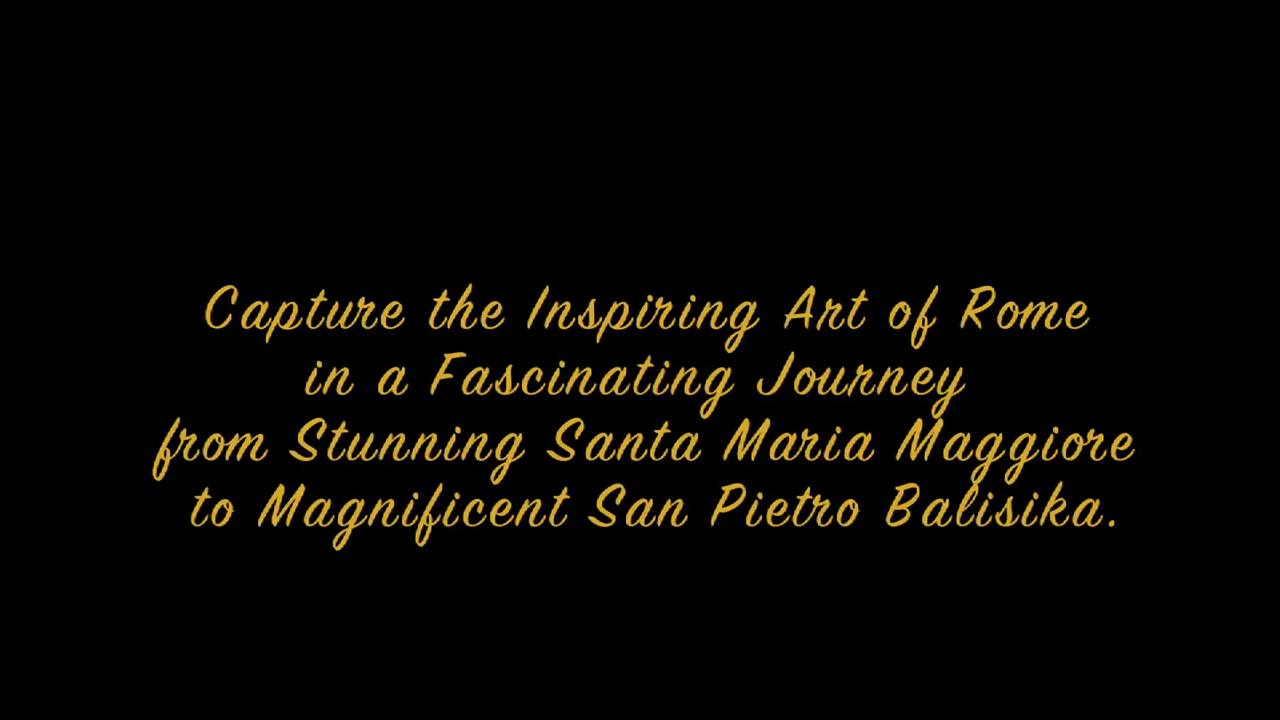 Capture the Inspiring Art of Rome
in a Fascinating Journey
from Stunning Santa Maria Maggiore
to Magnificent San Pietro Balisika.